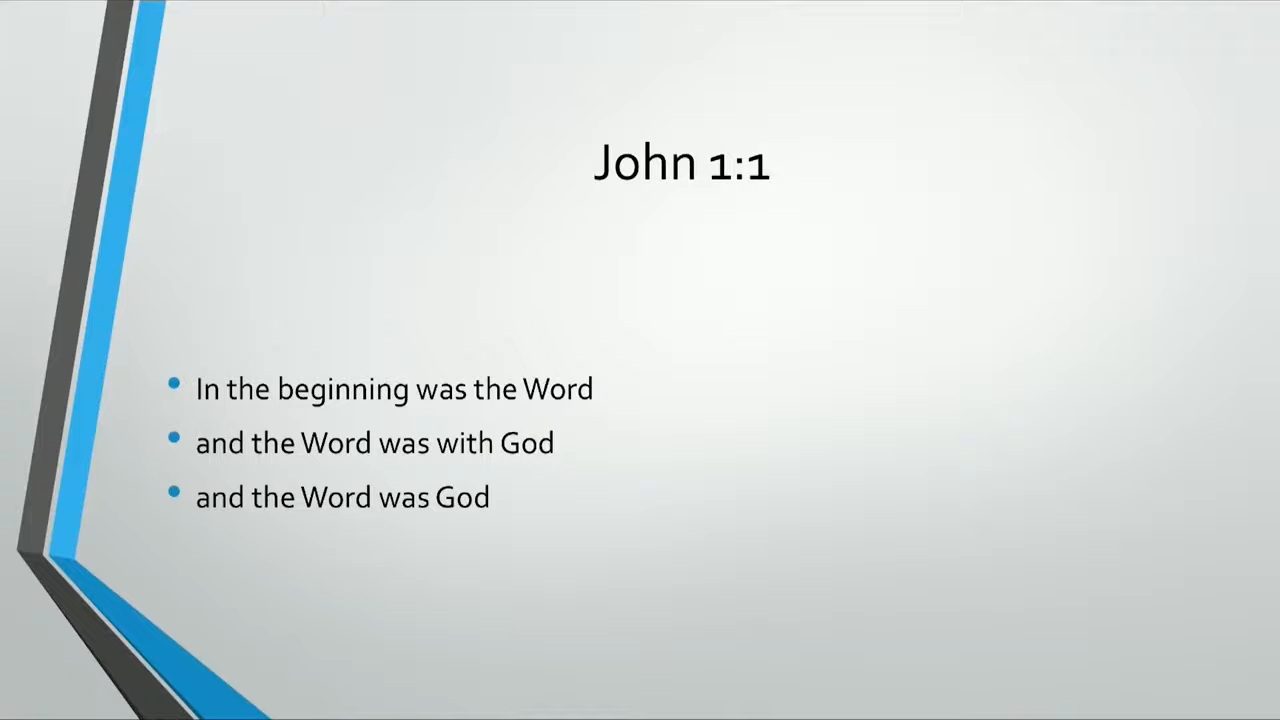 John 1:1
• In the beginning was the Word
• and the Word was with God
• and the Word was God